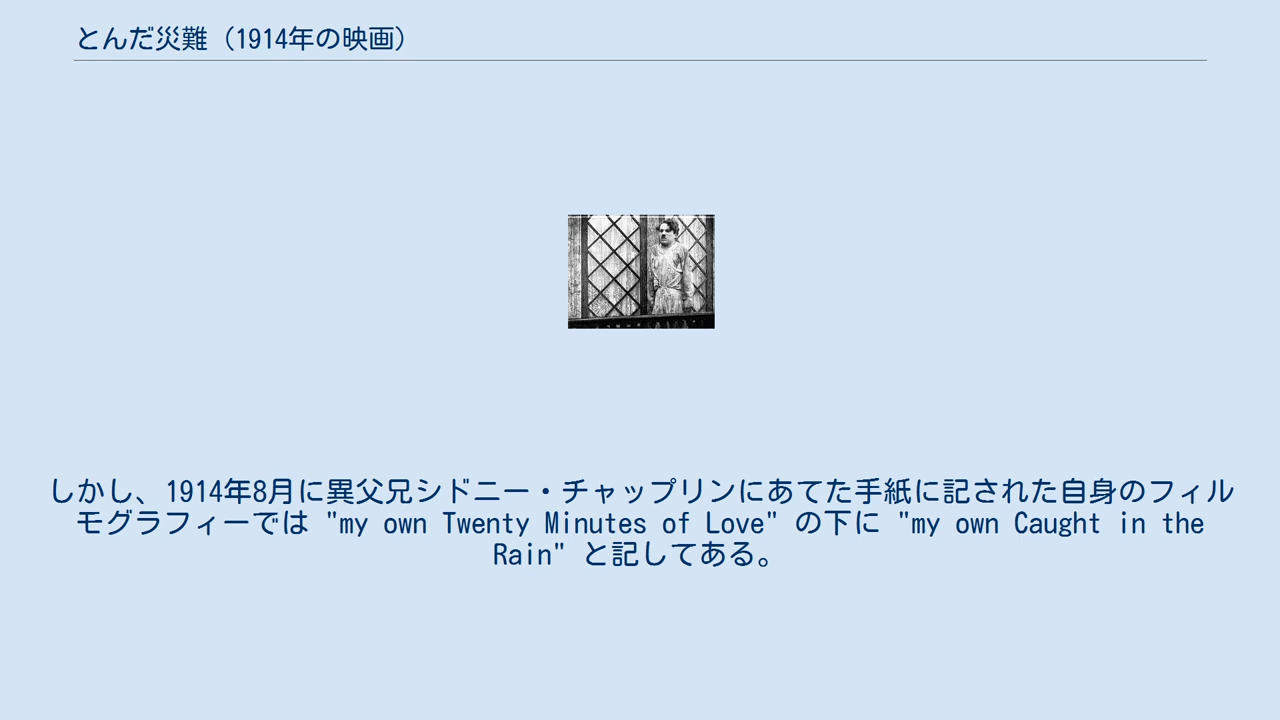 とんだ災難（1914年の映画）
しかし、1914年8月に異父兄シドニー・チャップリンにあてた手紙に記された自身のフィル
モグラフィーでは "my own Twenty Minutes of Love" の下に "my own Caught in the
Rain" と記してある。